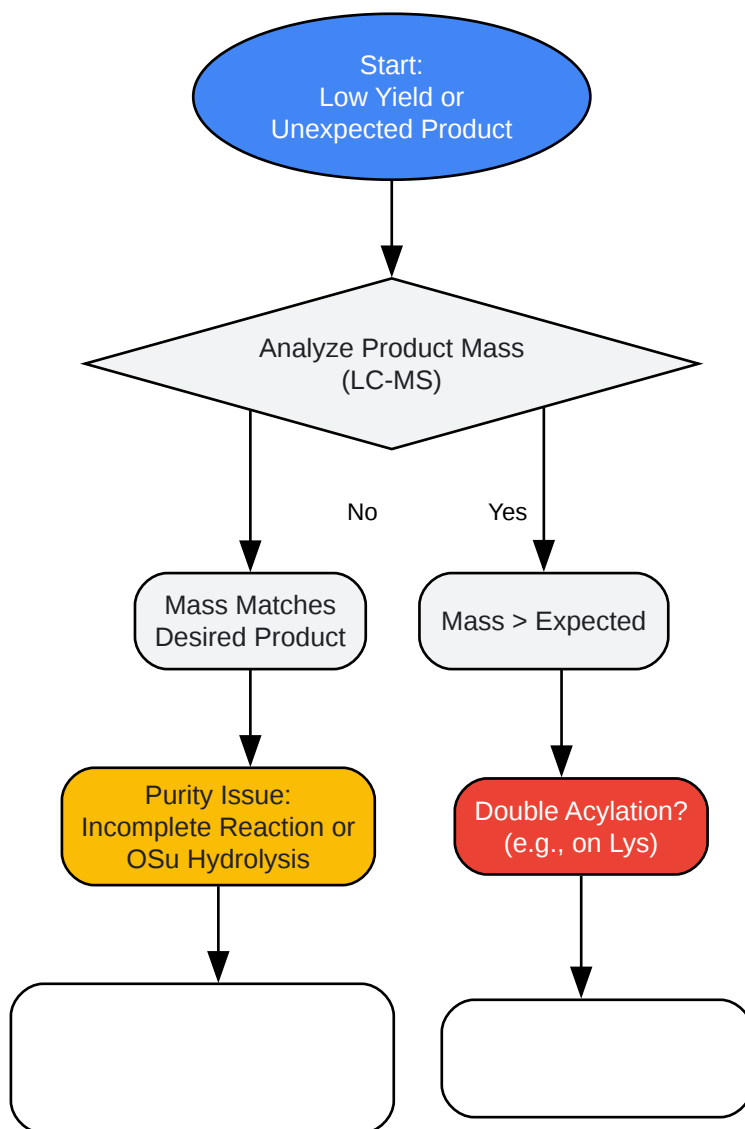 Start:
Low Yield or
Unexpected Product
Analyze Product Mass
(LC-MS)
No
Yes
Mass Matches
Desired Product
Mass > Expected
Purity Issue:
Incomplete Reaction or
OSu Hydrolysis
Double Acylation?
(e.g., on Lys)